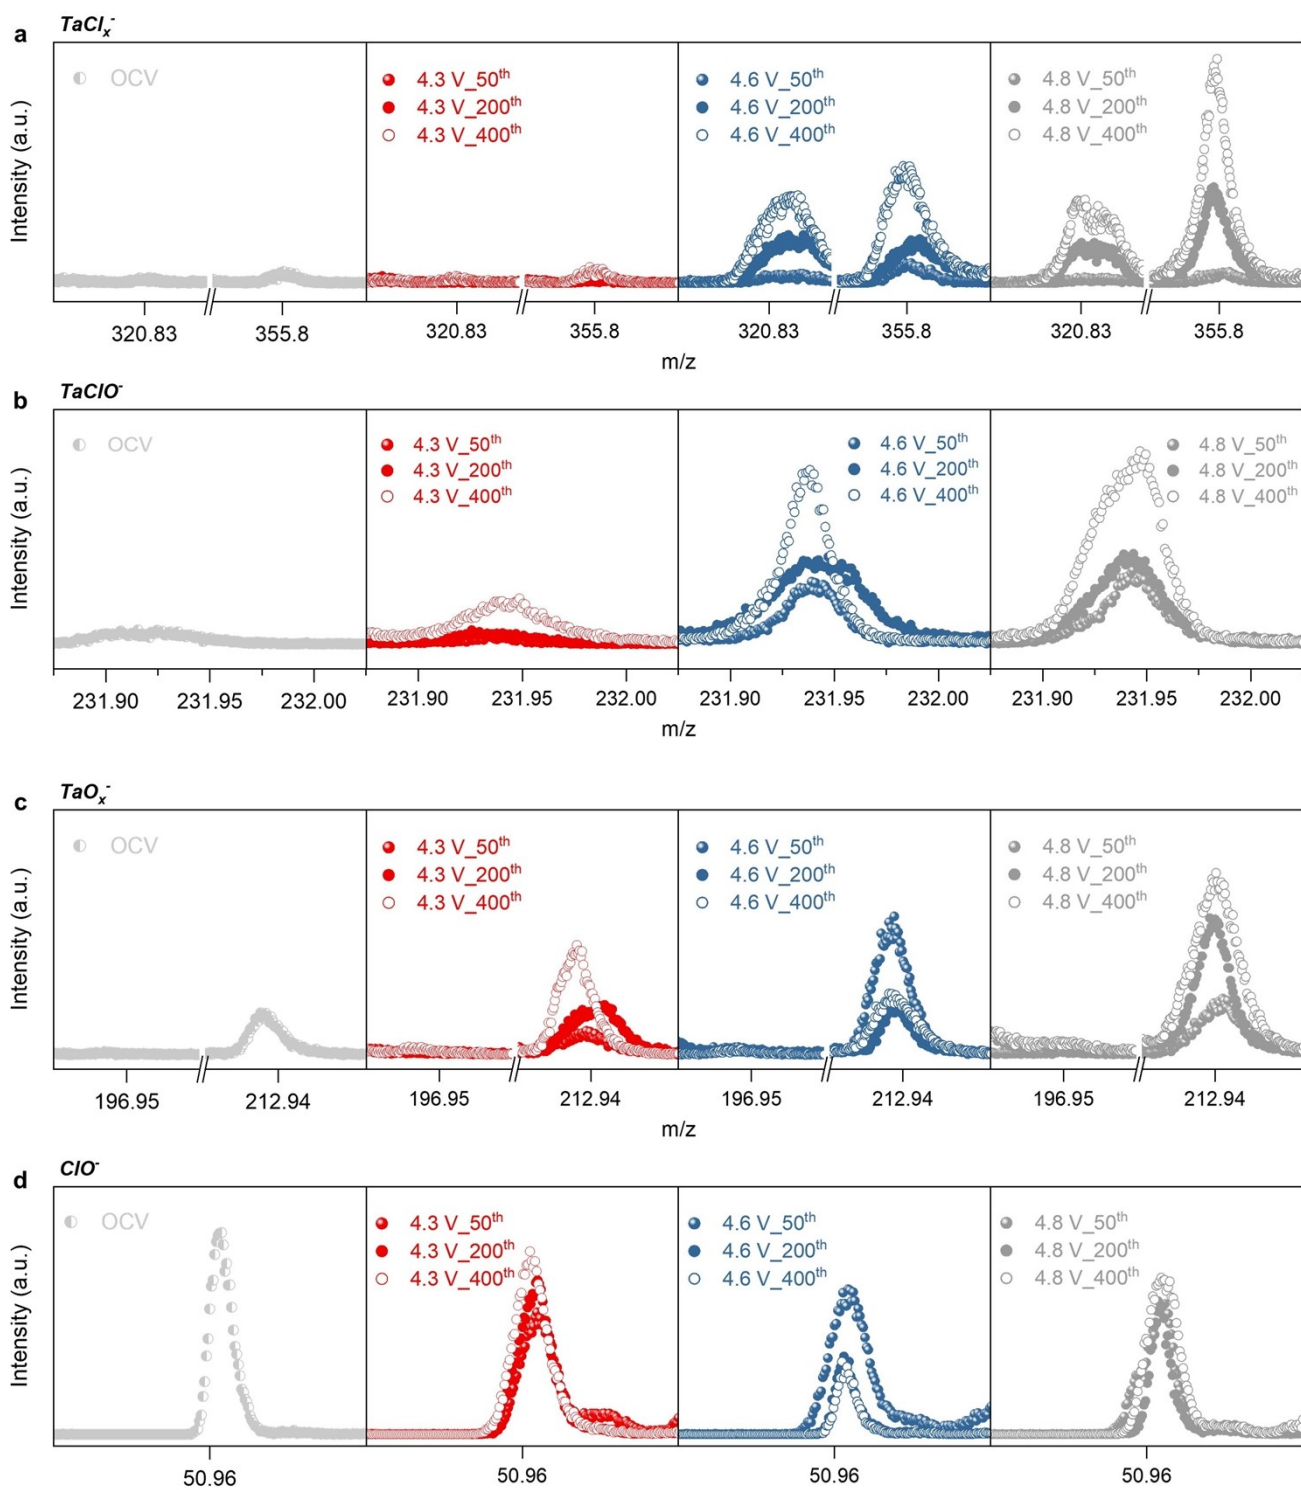 a TaClₓ⁻
Intensity (a.u.)
OCV
4.3 V_50ᵗʰ
4.3 V_200ᵗʰ
4.3 V_400ᵗʰ
4.6 V_50ᵗʰ
4.6 V_200ᵗʰ
4.6 V_400ᵗʰ
4.8 V_50ᵗʰ
4.8 V_200ᵗʰ
4.8 V_400ᵗʰ
320.83 355.8 320.83 355.8 320.83 355.8 320.83 355.8
m/z
b TaClO⁻
Intensity (a.u.)
OCV
4.3 V_50ᵗʰ
4.3 V_200ᵗʰ
4.3 V_400ᵗʰ
4.6 V_50ᵗʰ
4.6 V_200ᵗʰ
4.6 V_400ᵗʰ
4.8 V_50ᵗʰ
4.8 V_200ᵗʰ
4.8 V_400ᵗʰ
231.90 231.95 232.00 231.90 231.95 232.00 231.90 231.95 232.00 231.90 231.95 232.00
m/z
c TaOₓ⁻
Intensity (a.u.)
OCV
4.3 V_50ᵗʰ
4.3 V_200ᵗʰ
4.3 V_400ᵗʰ
4.6 V_50ᵗʰ
4.6 V_200ᵗʰ
4.6 V_400ᵗʰ
4.8 V_50ᵗʰ
4.8 V_200ᵗʰ
4.8 V_400ᵗʰ
196.95 212.94 196.95 212.94 196.95 212.94 196.95 212.94
m/z
d ClO⁻
Intensity (a.u.)
OCV
4.3 V_50ᵗʰ
4.3 V_200ᵗʰ
4.3 V_400ᵗʰ
4.6 V_50ᵗʰ
4.6 V_200ᵗʰ
4.6 V_400ᵗʰ
4.8 V_50ᵗʰ
4.8 V_200ᵗʰ
4.8 V_400ᵗʰ
50.96 50.96 50.96 50.96